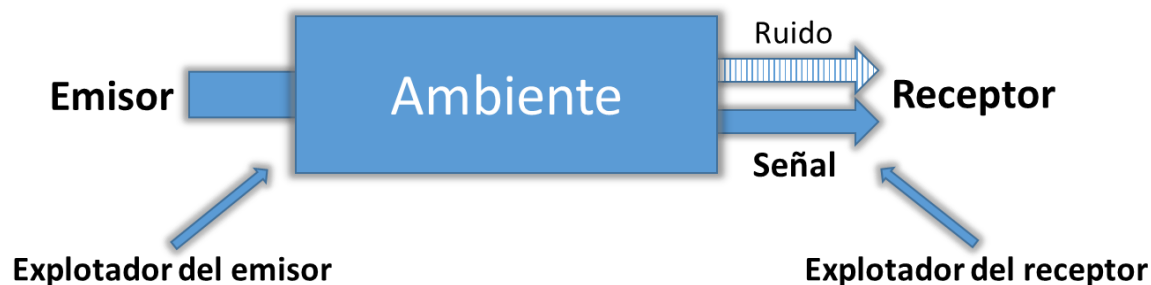 Ruido
Emisor
Ambiente
Receptor
Señal
Explotador del emisor
Explotador del receptor